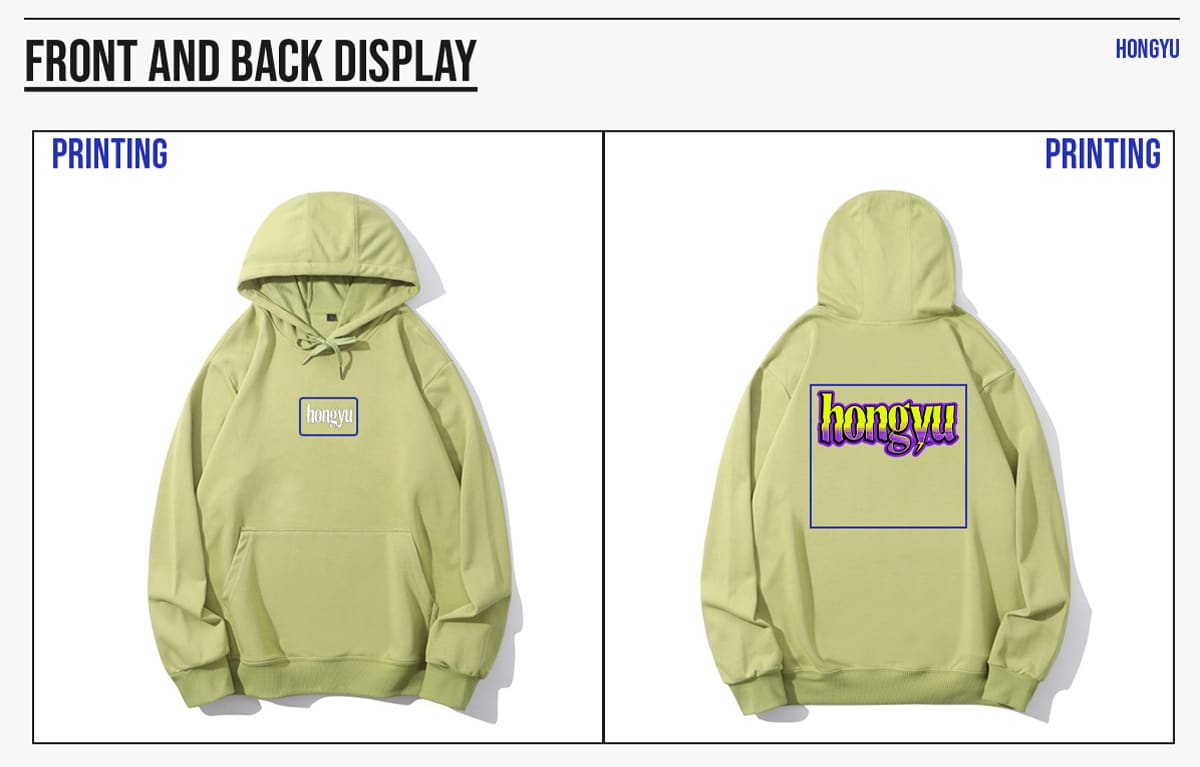 FRONT AND BACK DISPLAY
HONGYU
PRINTING
PRINTING
hongyu
hongyu